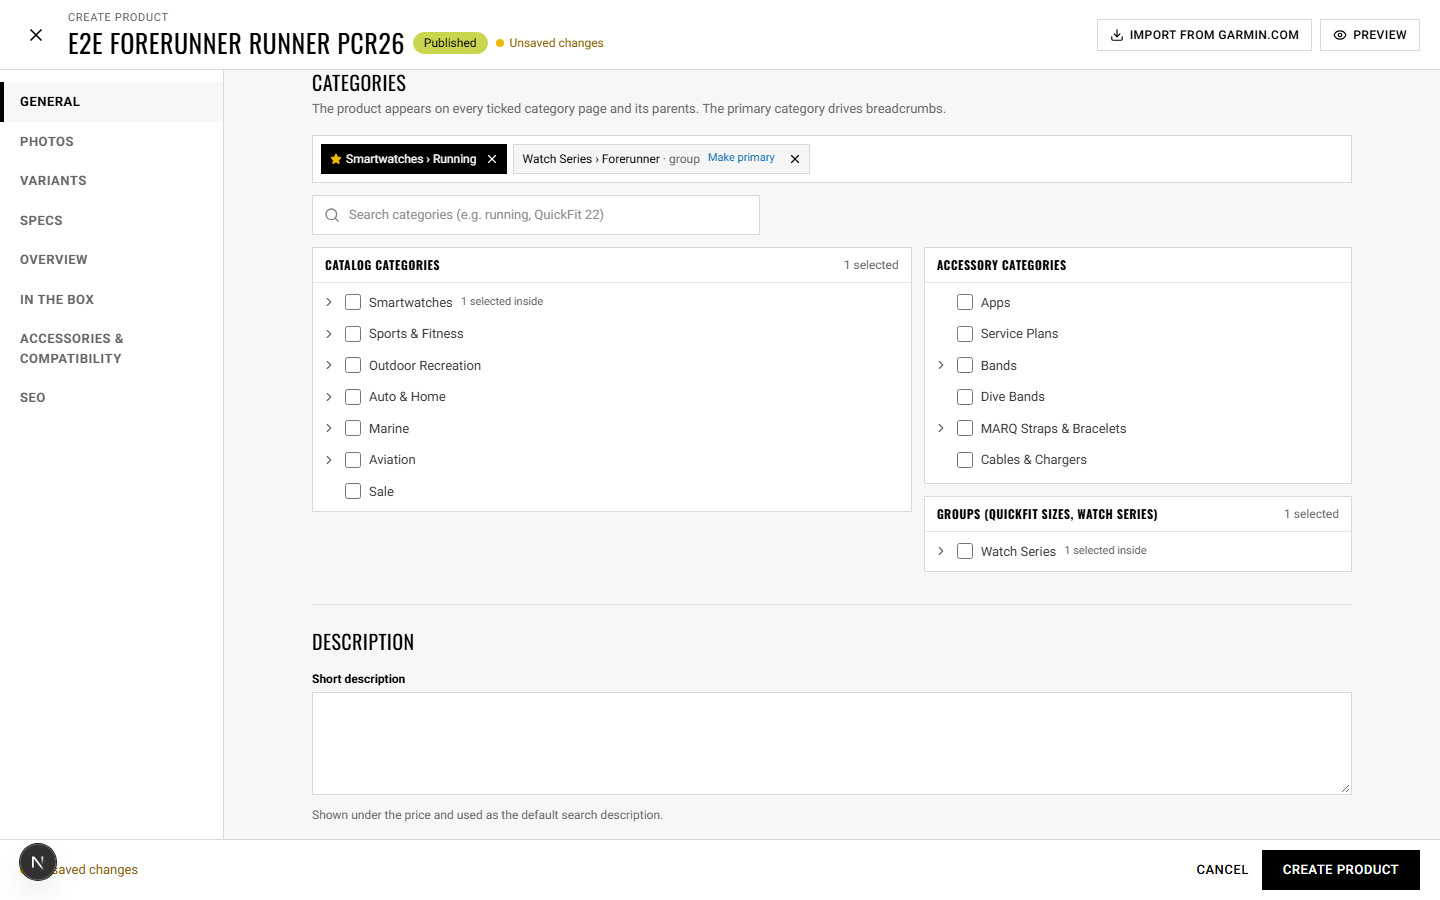 CREATE PRODUCT
E2E FORERUNNER RUNNER PCR26
Published
Unsaved changes
IMPORT FROM GARMIN.COM
PREVIEW
GENERAL
PHOTOS
VARIANTS
SPECS
OVERVIEW
IN THE BOX
ACCESSORIES &
COMPATIBILITY
SEO
CATEGORIES
The product appears on every ticked category page and its parents. The primary category drives breadcrumbs.
Smartwatches › Running
Watch Series › Forerunner · group Make primary
Search categories (e.g. running, QuickFit 22)
CATALOG CATEGORIES 1 selected
Smartwatches 1 selected inside
Sports & Fitness
Outdoor Recreation
Auto & Home
Marine
Aviation
Sale
ACCESSORY CATEGORIES
Apps
Service Plans
Bands
Dive Bands
MARQ Straps & Bracelets
Cables & Chargers
GROUPS (QUICKFIT SIZES, WATCH SERIES) 1 selected
Watch Series 1 selected inside
DESCRIPTION
Short description
Shown under the price and used as the default search description.
N
saved changes
CANCEL
CREATE PRODUCT